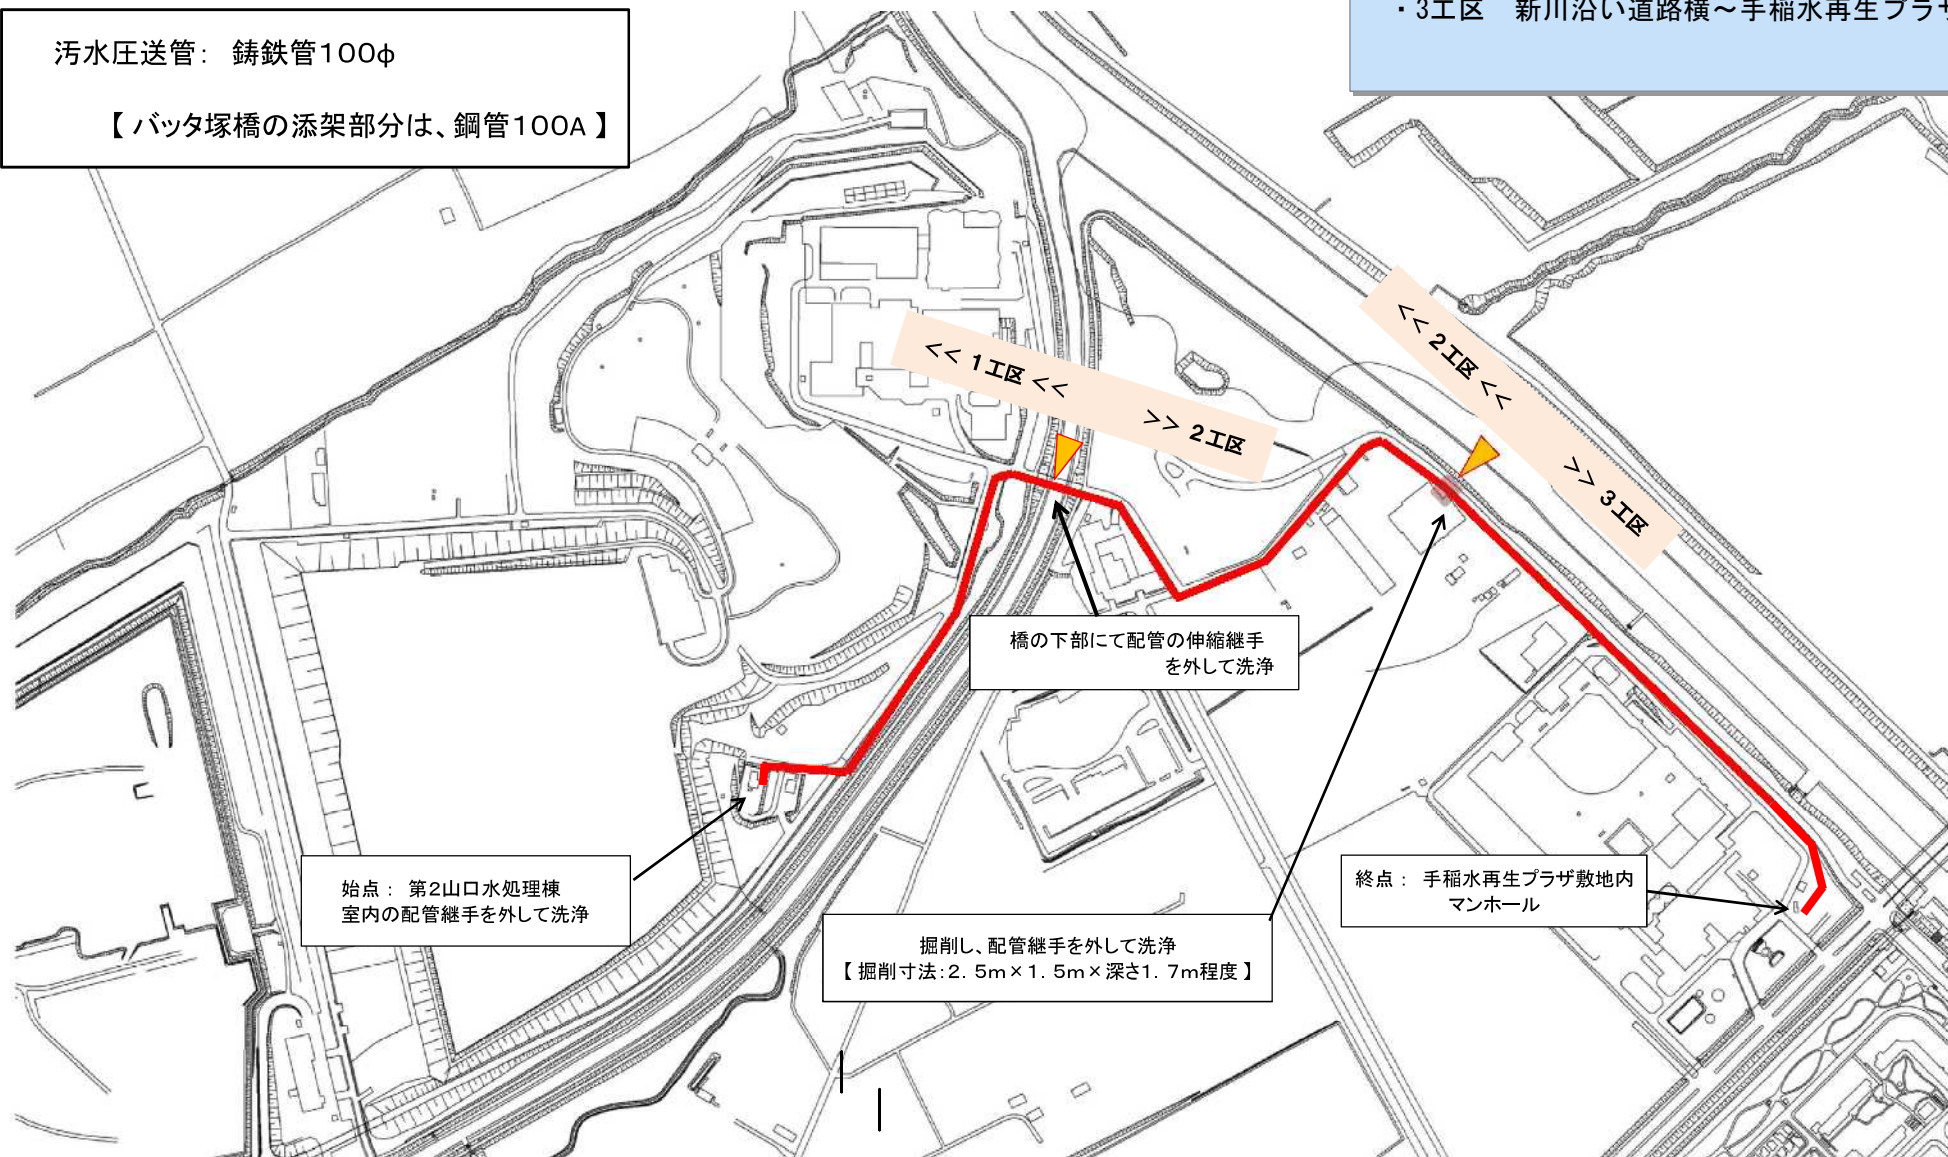 汚水圧送管： 鋳鉄管１００φ
【 バッタ塚橋の添架部分は、鋼管１００A 】
・3工区　新川沿い道路横～手稲水再生プラザ
<< 1工区 <<　　>> 2工区
<< 2工区 <<　　>> 3工区
橋の下部にて配管の伸縮継手
を外して洗浄
始点： 第2山口水処理棟
室内の配管継手を外して洗浄
掘削し、配管継手を外して洗浄
【 掘削寸法：２．５ｍ×１．５ｍ×深さ１．７ｍ程度 】
終点： 手稲水再生プラザ敷地内
マンホール